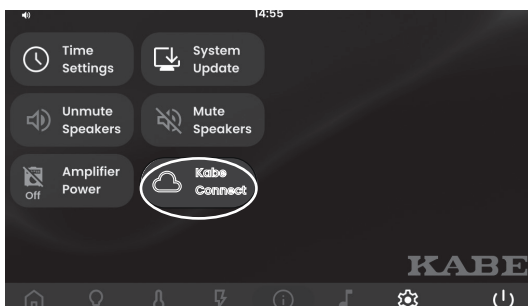 14:55
Time
Settings
System
Update
Unmute
Speakers
Mute
Speakers
Amplifier
Power
Off
Kabe
Connect
KABE